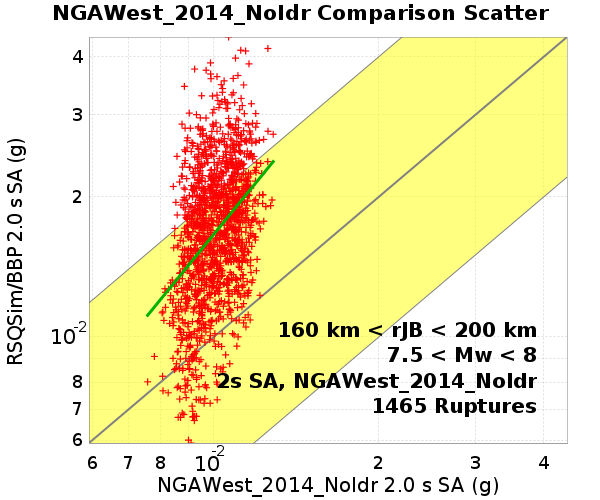 NGAWest_2014_NoIdr Comparison Scatter
RSQSim/BBP 2.0 s SA (g)
4
3
2
10-2
8
7
6
160 km < rJB < 200 km
7.5 < Mw < 8
2s SA, NGAWest_2014_NoIdr
1465 Ruptures
6 7 8 10-2 2 3 4
NGAWest_2014_NoIdr 2.0 s SA (g)